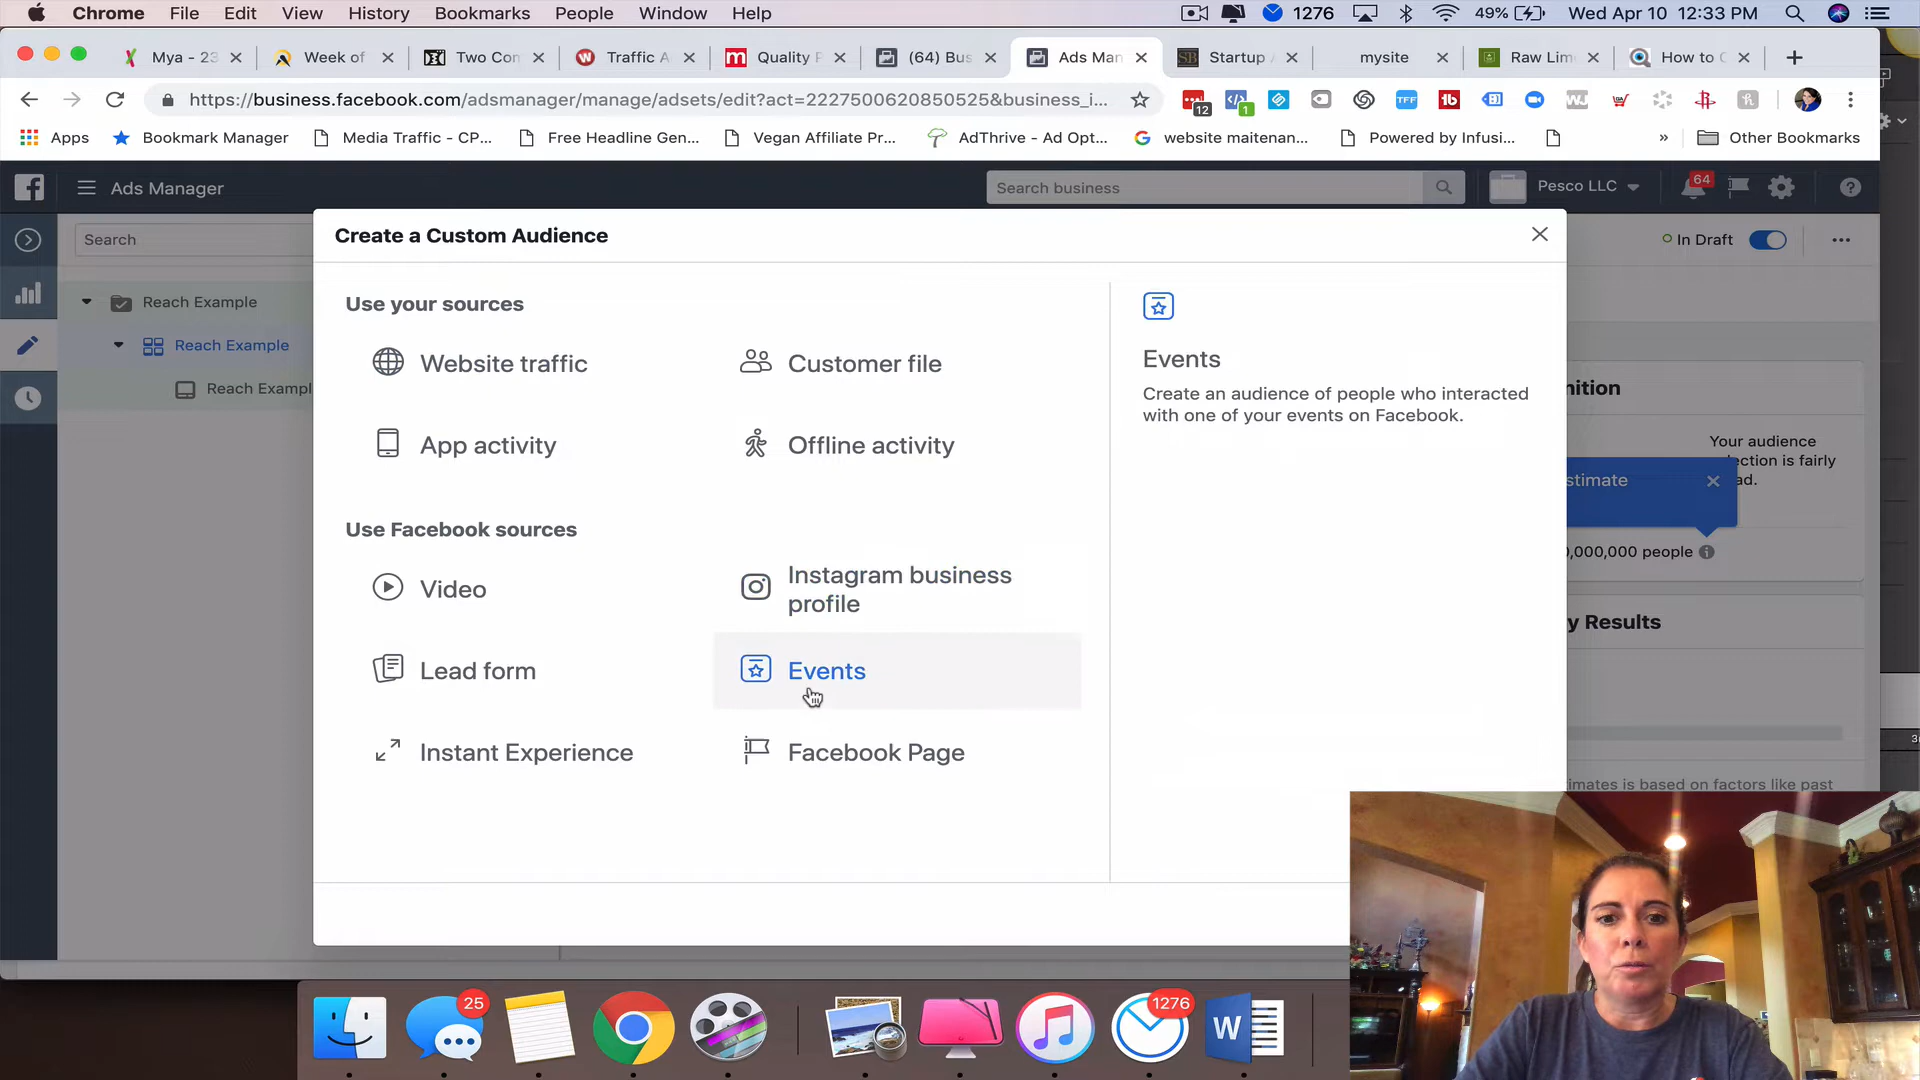 Chrome File Edit View History Bookmarks People Window Help
1276 49% Wed Apr 10 12:33 PM
Mya - 23 Week of Two Con Traffic A Quality P (64) Bus Ads Man Startup A mysite Raw Lim How to C
https://business.facebook.com/adsmanager/manage/adsets/edit?act=2227500620850525&business_i...
12 1 TFF
Apps Bookmark Manager Media Traffic - CP... Free Headline Gen... Vegan Affiliate Pr... AdThrive - Ad Opt... website maitenan... Powered by Infusi... » Other Bookmarks
Ads Manager
Search business
Pesco LLC
64
Search
In Draft
Reach Example
Reach Example
Reach Exampl
Create a Custom Audience
Use your sources
Website traffic
Customer file
App activity
Offline activity
Use Facebook sources
Video
Instagram business
profile
Lead form
Events
Instant Experience
Facebook Page
Events
Create an audience of people who interacted
with one of your events on Facebook.
nition
Your audience
ection is fairly
ad.
stimate
0,000,000 people
y Results
imates is based on factors like past
25
1276
W